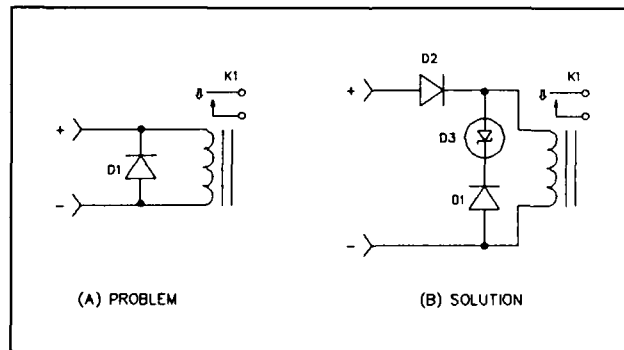 K1
+
D1
-
(A) PROBLEM
D2
K1
+
D3
D1
-
(B) SOLUTION